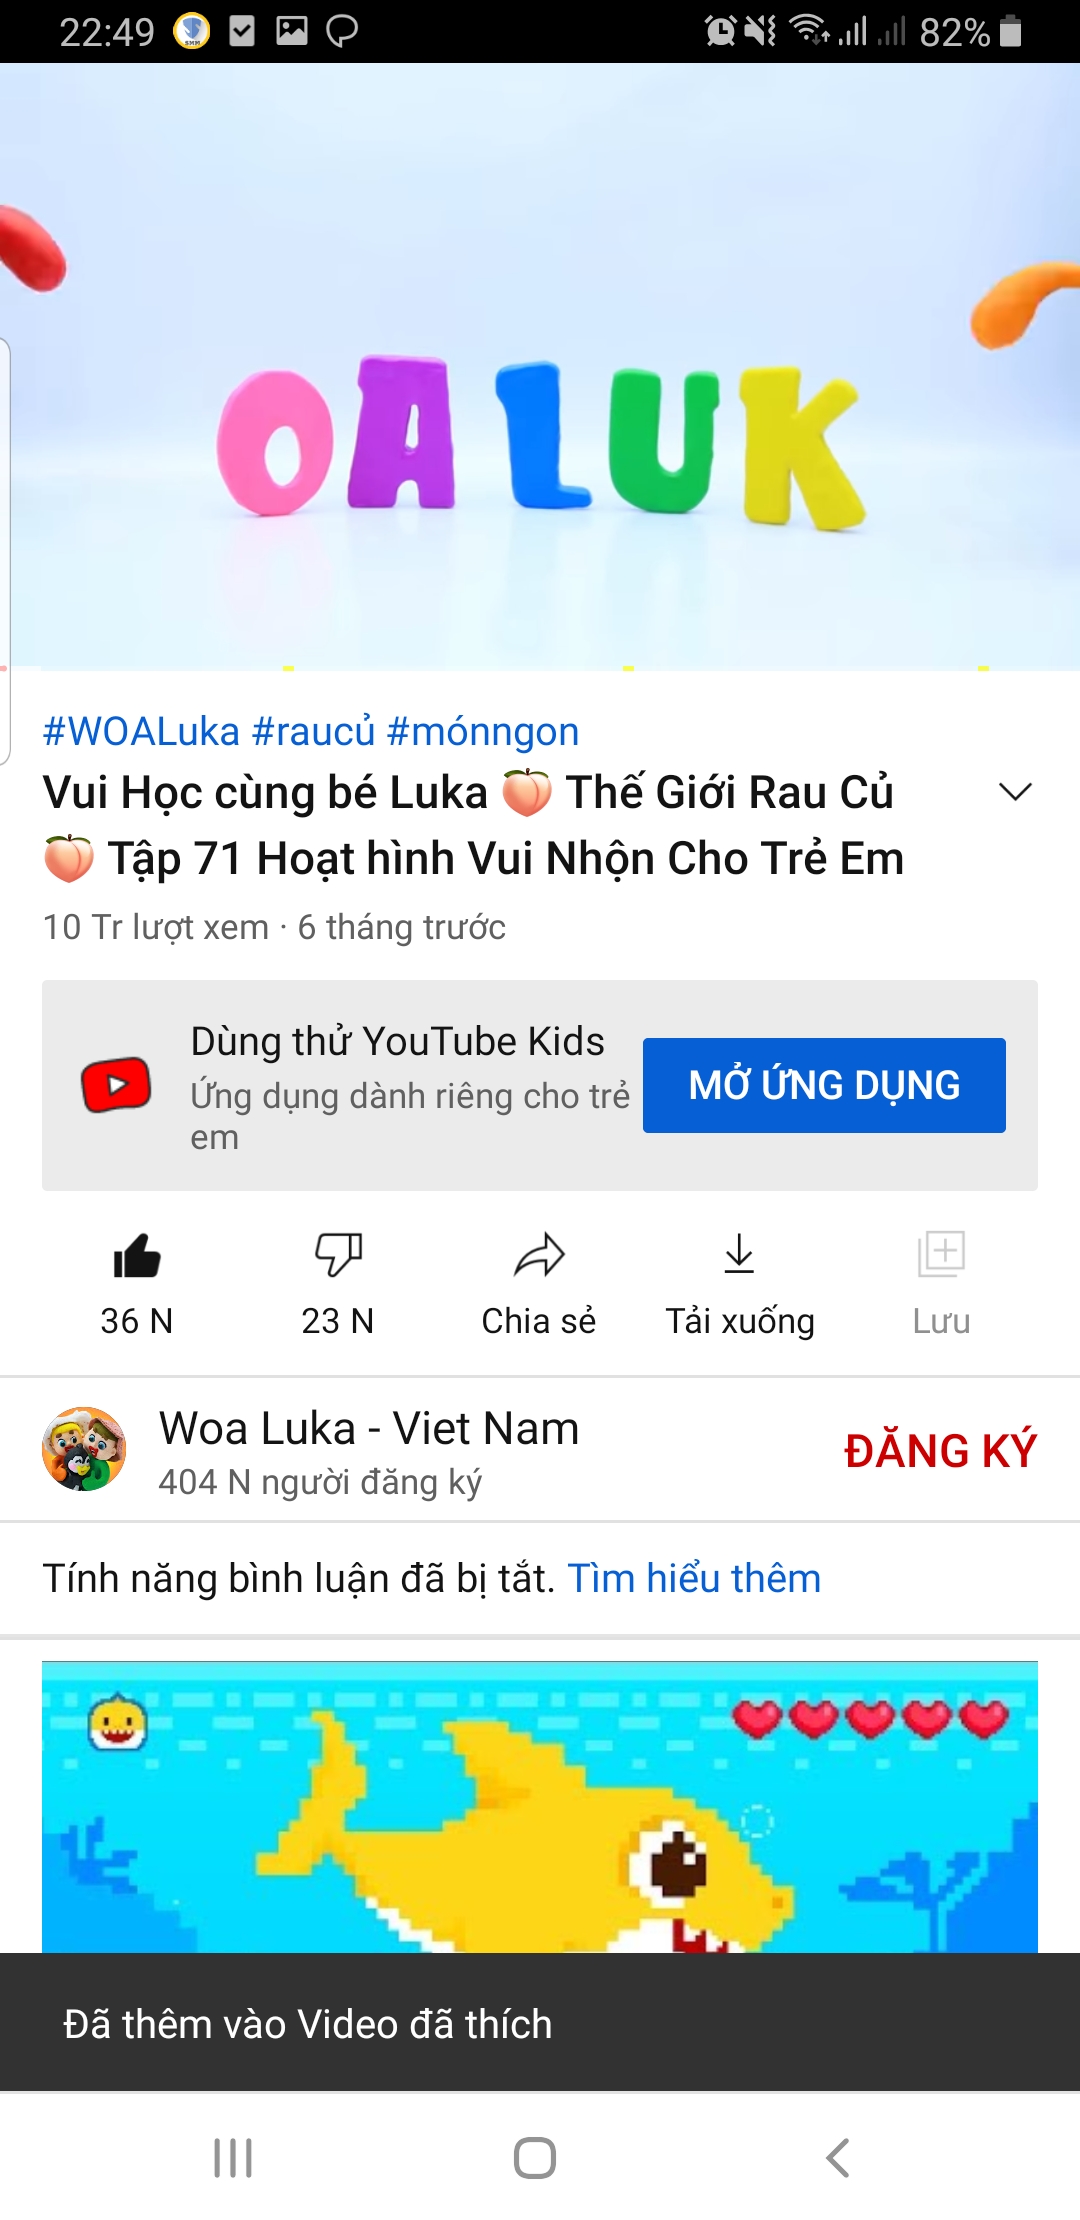 22:49
82%
OALUK
#WOALuka #raucủ #mónngon
Vui Học cùng bé Luka 🍑 Thế Giới Rau Củ
🍑 Tập 71 Hoạt hình Vui Nhộn Cho Trẻ Em
10 Tr lượt xem · 6 tháng trước
Dùng thử YouTube Kids
Ứng dụng dành riêng cho trẻ
em
MỞ ỨNG DỤNG
36 N
23 N
Chia sẻ
Tải xuống
Lưu
Woa Luka - Viet Nam
404 N người đăng ký
ĐĂNG KÝ
Tính năng bình luận đã bị tắt. Tìm hiểu thêm
Đã thêm vào Video đã thích